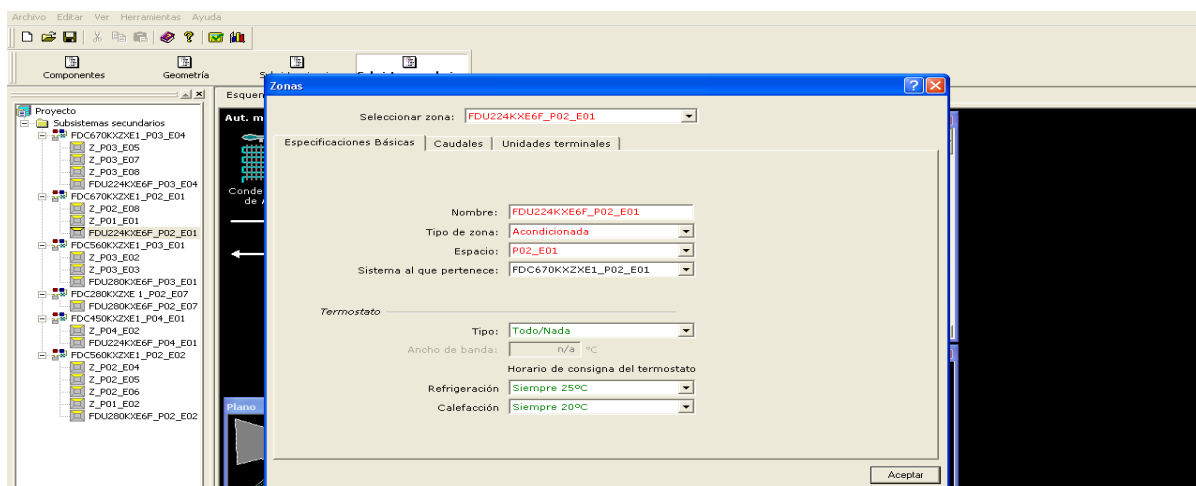 Archivo Editar Ver Herramientas Ayuda
Componentes
Geometría
Esquem
Proyecto
Subsistemas secundarios
FDC670KXZXE1_P03_E04
Z_P03_E05
Z_P03_E07
Z_P03_E08
FDU224KXE6F_P03_E04
FDC670KXZXE1_P02_E01
Z_P02_E08
Z_P01_E01
FDU224KXE6F_P02_E01
FDC560KXZXE1_P03_E01
Z_P03_E02
Z_P03_E03
FDU280KXE6F_P03_E01
FDC280KXZXE 1_P02_E07
FDU280KXE6F_P02_E07
FDC450KXZXE1_P04_E01
Z_P04_E02
FDU224KXE6F_P04_E01
FDC560KXZXE1_P02_E02
Z_P02_E04
Z_P02_E05
Z_P02_E06
Z_P01_E02
FDU280KXE6F_P02_E02
Aut. m
Conde
de A
Plano
Zonas
Seleccionar zona: FDU224KXE6F_P02_E01
Especificaciones Básicas
Caudales
Unidades terminales
Nombre: FDU224KXE6F_P02_E01
Tipo de zona: Acondicionada
Espacio: P02_E01
Sistema al que pertenece: FDC670KXZXE1_P02_E01
Termostato
Tipo: Todo/Nada
Ancho de banda: n/a ºC
Horario de consigna del termostato
Refrigeración Siempre 25ºC
Calefacción Siempre 20ºC
Aceptar